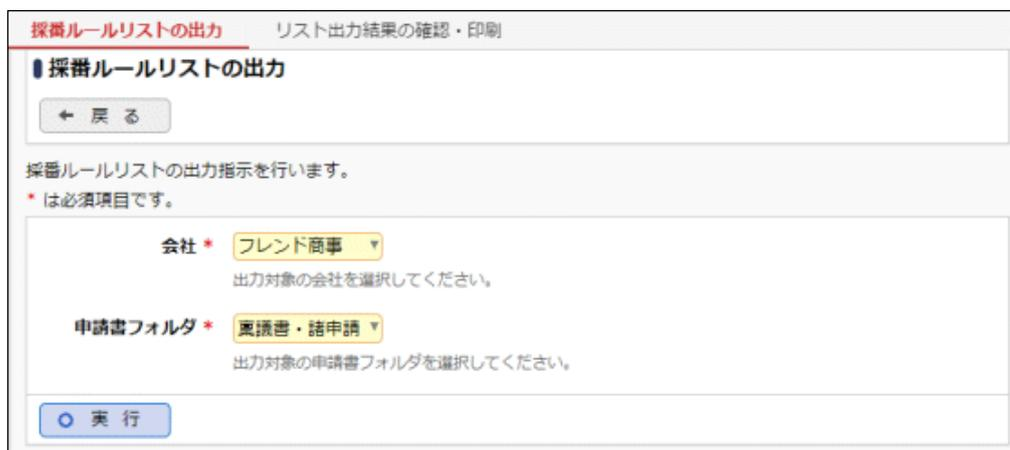 採番ルールリストの出力 リスト出力結果の確認・印刷
採番ルールリストの出力
← 戻 る
採番ルールリストの出力指示を行います。
* は必須項目です。
会社 * フレンド商事 ▼
出力対象の会社を選択してください。
申請書フォルダ * 稟議書・諸申請 ▼
出力対象の申請書フォルダを選択してください。
実 行